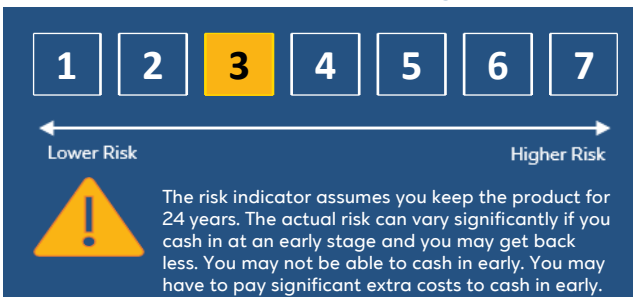 1 2 3 4 5 6 7
Lower Risk Higher Risk
!
The risk indicator assumes you keep the product for
24 years. The actual risk can vary significantly if you
cash in at an early stage and you may get back
less. You may not be able to cash in early. You may
have to pay significant extra costs to cash in early.